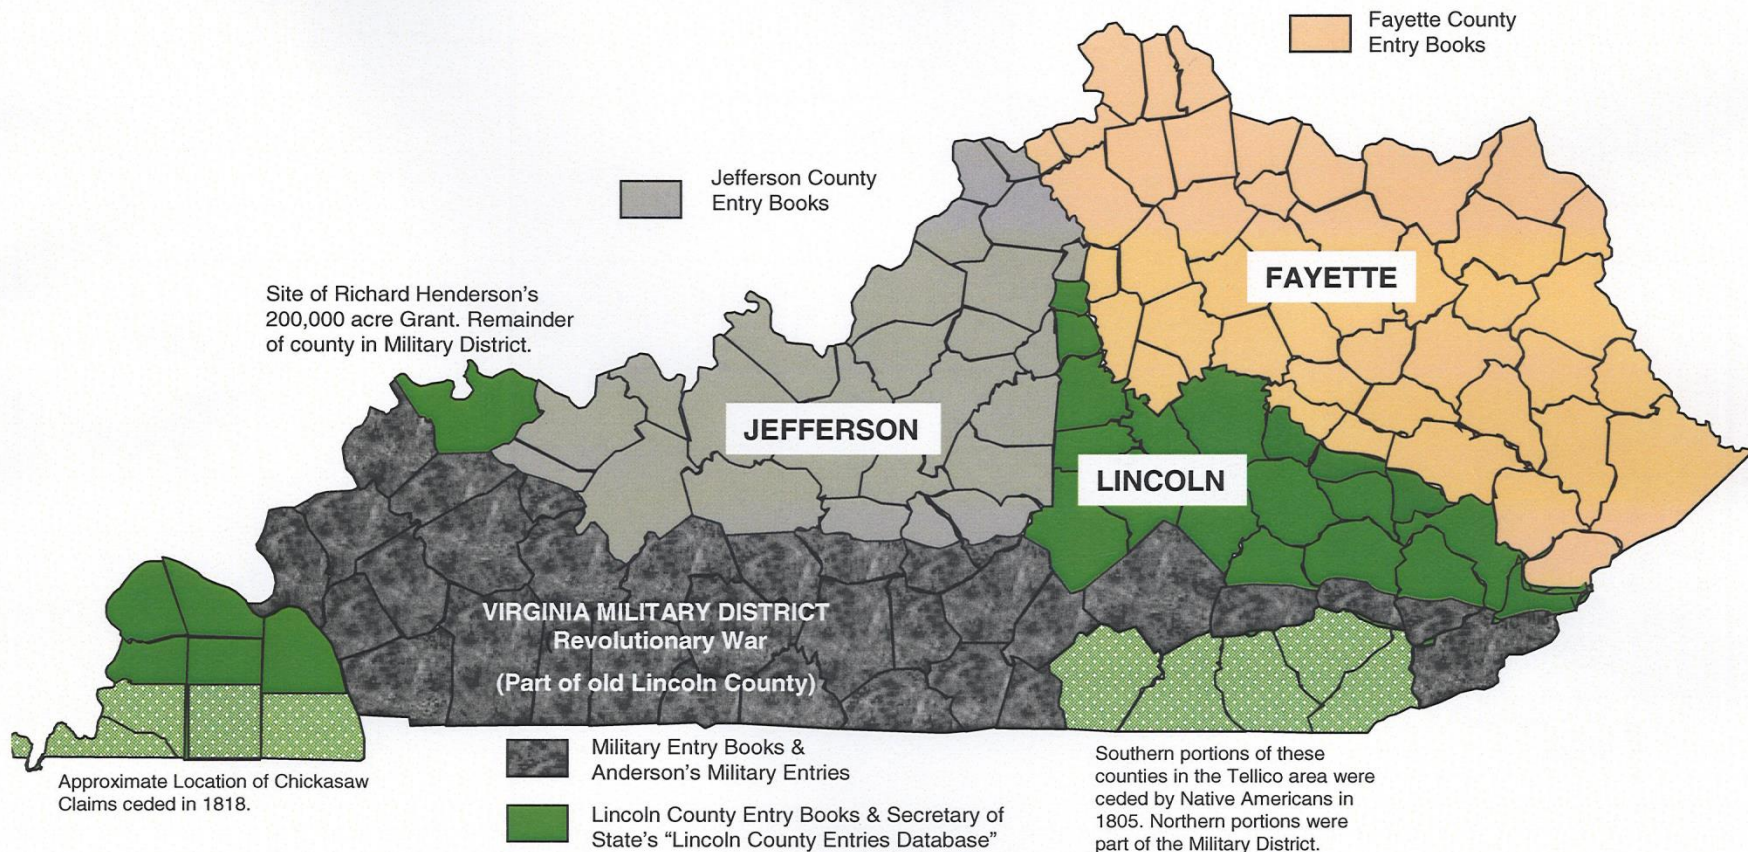 Fayette County
Entry Books
Jefferson County
Entry Books
FAYETTE
Site of Richard Henderson's
200,000 acre Grant. Remainder
of county in Military District.
JEFFERSON
LINCOLN
VIRGINIA MILITARY DISTRICT
Revolutionary War
(Part of old Lincoln County)
Approximate Location of Chickasaw
Claims ceded in 1818.
Military Entry Books &
Anderson's Military Entries
Lincoln County Entry Books & Secretary of
State's "Lincoln County Entries Database"
Southern portions of these
counties in the Tellico area were
ceded by Native Americans in
1805. Northern portions were
part of the Military District.